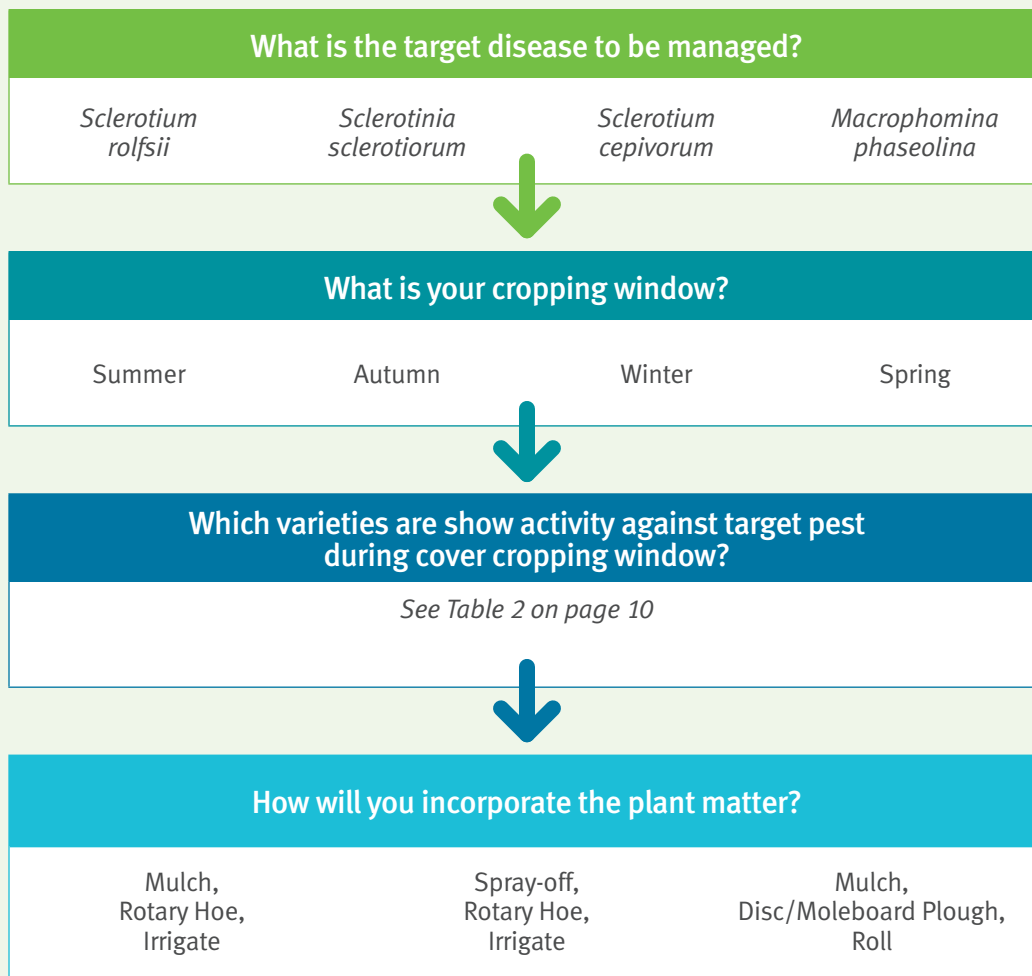 What is the target disease to be managed?
Sclerotium Sclerotinia Sclerotium Macrophomina
rolfsii sclerotiorum cepivorum phaseolina
What is your cropping window?
Summer Autumn Winter Spring
Which varieties are show activity against target pest
during cover cropping window?
See Table 2 on page 10
How will you incorporate the plant matter?
Mulch, Spray-off, Mulch,
Rotary Hoe, Rotary Hoe, Disc/Moleboard Plough,
Irrigate Irrigate Roll